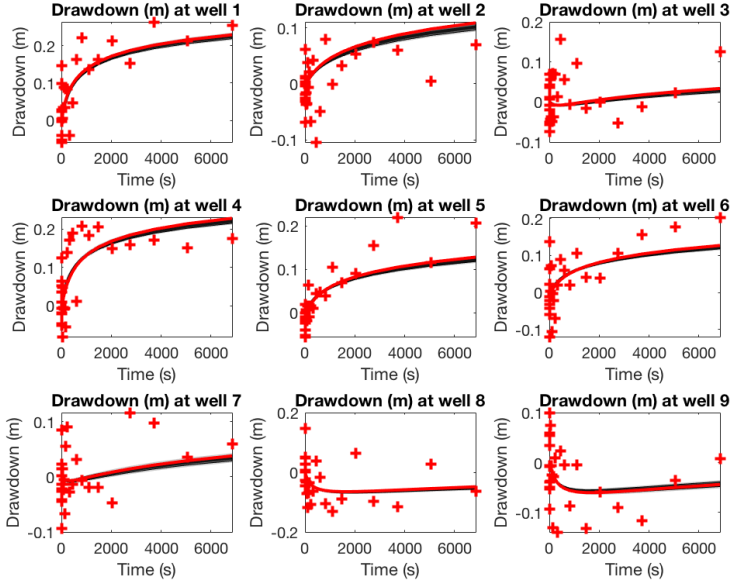 Drawdown (m) at well 1
Drawdown (m) at well 2
Drawdown (m) at well 3
Drawdown (m)
0.2
0.1
0
0 2000 4000 6000
Time (s)
Drawdown (m)
0.1
0
-0.1
0 2000 4000 6000
Time (s)
Drawdown (m)
0.2
0.1
0
-0.1
0 2000 4000 6000
Time (s)
Drawdown (m) at well 4
Drawdown (m) at well 5
Drawdown (m) at well 6
Drawdown (m)
0.2
0.1
0
0 2000 4000 6000
Time (s)
Drawdown (m)
0.2
0.1
0
0 2000 4000 6000
Time (s)
Drawdown (m)
0.2
0.1
0
-0.1
0 2000 4000 6000
Time (s)
Drawdown (m) at well 7
Drawdown (m) at well 8
Drawdown (m) at well 9
Drawdown (m)
0.1
0
-0.1
0 2000 4000 6000
Time (s)
Drawdown (m)
0.2
0
-0.2
0 2000 4000 6000
Time (s)
Drawdown (m)
0.1
0
-0.1
0 2000 4000 6000
Time (s)